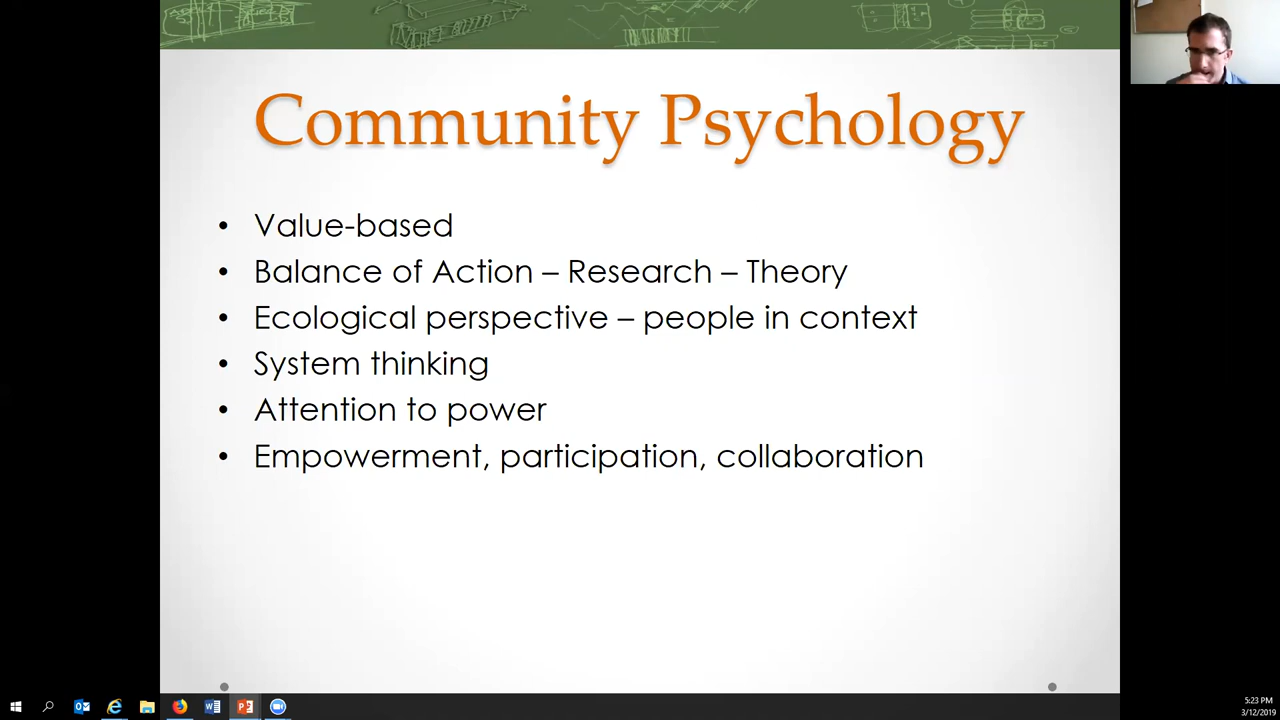 Community Psychology
• Value-based
• Balance of Action – Research – Theory
• Ecological perspective – people in context
• System thinking
• Attention to power
• Empowerment, participation, collaboration
5:23 PM
3/12/2019